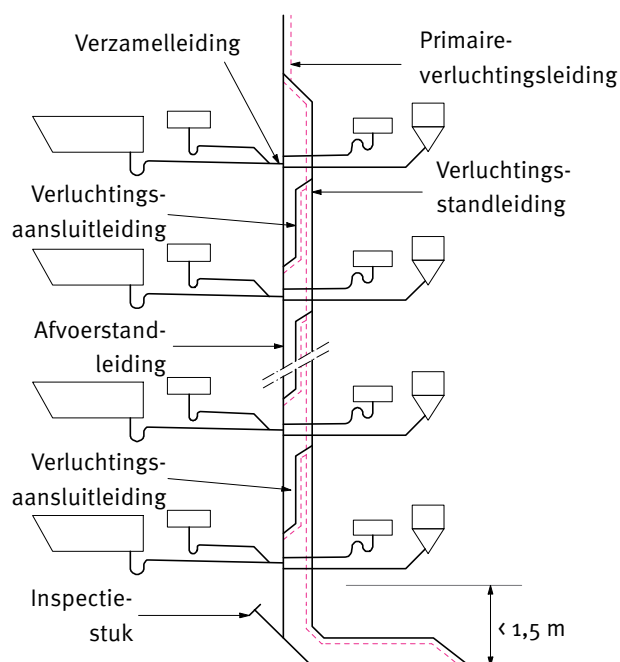 Verzamelleiding
Primaire-
verluchtingsleiding
Verluchtings-
aansluitleiding
Verluchtings-
standleiding
Afvoerstand-
leiding
Verluchtings-
aansluitleiding
Inspectie-
stuk
< 1,5 m